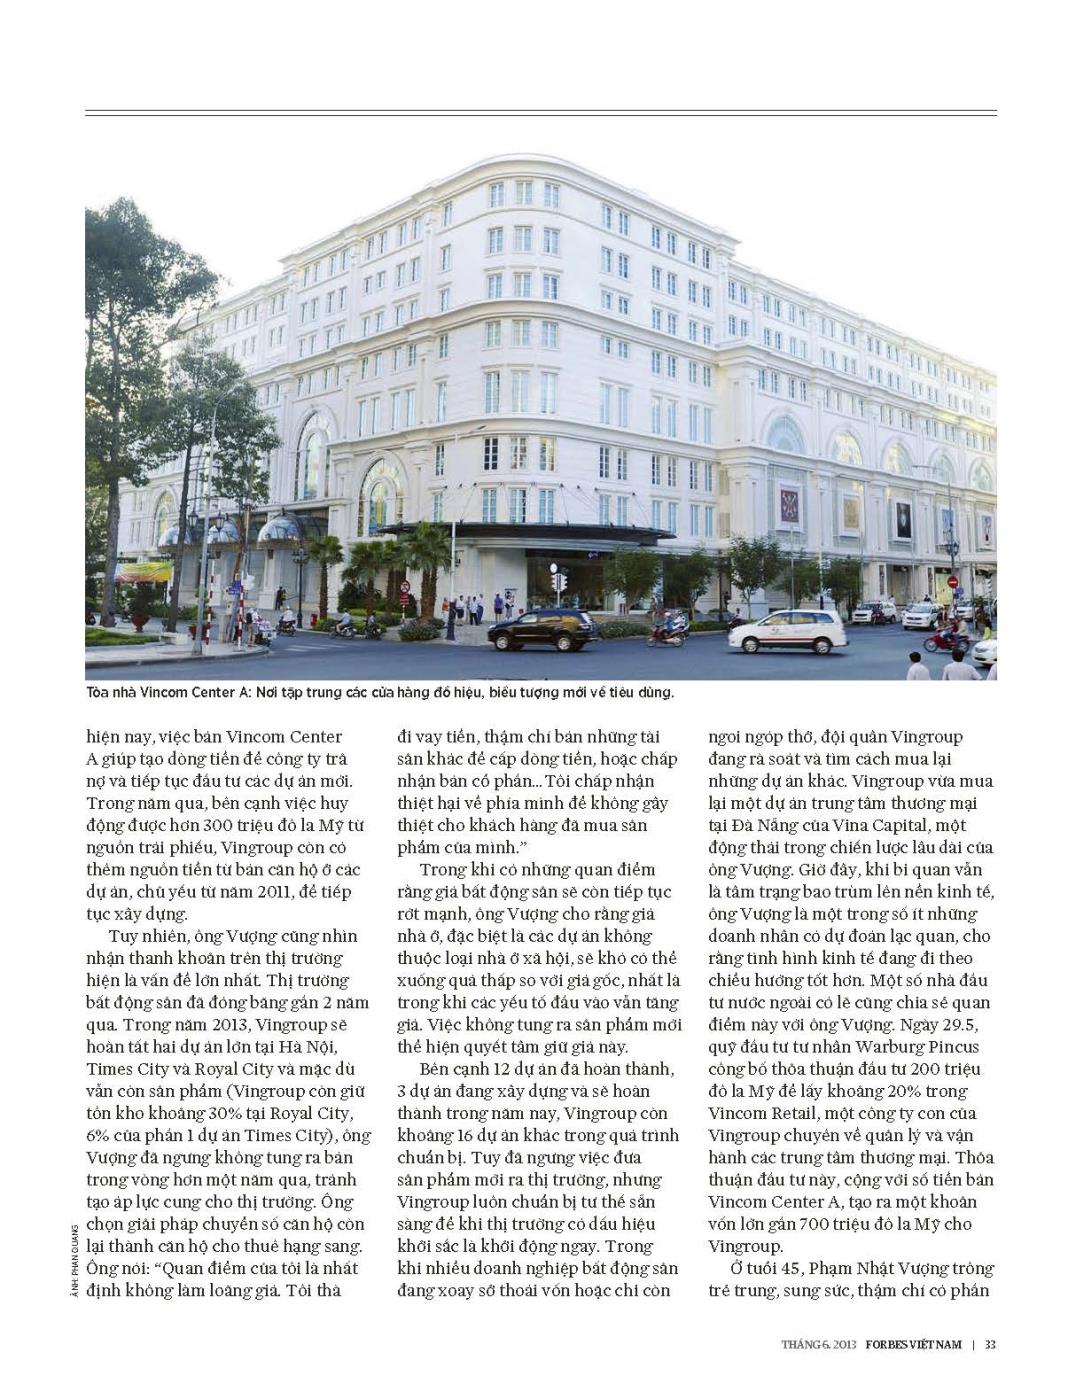 Tòa nhà Vincom Center A: Nơi tập trung các cửa hàng đồ hiệu, biểu tượng mới về tiêu dùng.
hiện nay, việc bán Vincom Center
A giúp tạo dòng tiền để công ty trả
nợ và tiếp tục đầu tư các dự án mới.
Trong năm qua, bên cạnh việc huy
động được hơn 300 triệu đô la Mỹ từ
nguồn trái phiếu, Vingroup còn có
thêm nguồn tiền từ bán căn hộ ở các
dự án, chủ yếu từ năm 2011, để tiếp
tục xây dựng.
Tuy nhiên, ông Vượng cũng nhìn
nhận thanh khoản trên thị trường
hiện là vấn đề lớn nhất. Thị trường
bất động sản đã đóng băng gần 2 năm
qua. Trong năm 2013, Vingroup sẽ
hoàn tất hai dự án lớn tại Hà Nội,
Times City và Royal City và mặc dù
vẫn còn sản phẩm (Vingroup còn giữ
tồn kho khoảng 30% tại Royal City,
6% của phần 1 dự án Times City), ông
Vượng đã ngưng không tung ra bán
trong vòng hơn một năm qua, tránh
tạo áp lực cung cho thị trường. Ông
chọn giải pháp chuyển số căn hộ còn
lại thành căn hộ cho thuê hạng sang.
Ông nói: “Quan điểm của tôi là nhất
định không làm loãng giá. Tôi thà
đi vay tiền, thậm chí bán những tài
sản khác để cấp dòng tiền, hoặc chấp
nhận bán cổ phần... Tôi chấp nhận
thiệt hại về phía mình để không gây
thiệt cho khách hàng đã mua sản
phẩm của mình.”
Trong khi có những quan điểm
rằng giá bất động sản sẽ còn tiếp tục
rớt mạnh, ông Vượng cho rằng giá
nhà ở, đặc biệt là các dự án không
thuộc loại nhà ở xã hội, sẽ khó có thể
xuống quá thấp so với giá gốc, nhất là
trong khi các yếu tố đầu vào vẫn tăng
giá. Việc không tung ra sản phẩm mới
thể hiện quyết tâm giữ giá này.
Bên cạnh 12 dự án đã hoàn thành,
3 dự án đang xây dựng và sẽ hoàn
thành trong năm nay, Vingroup còn
khoảng 16 dự án khác trong quá trình
chuẩn bị. Tuy đã ngưng việc đưa
sản phẩm mới ra thị trường, nhưng
Vingroup luôn chuẩn bị tư thế sẵn
sàng để khi thị trường có dấu hiệu
khởi sắc là khởi động ngay. Trong
khi nhiều doanh nghiệp bất động sản
đang xoay sở thoái vốn hoặc chỉ còn
ngoi ngóp thở, đội quân Vingroup
đang rà soát và tìm cách mua lại
những dự án khác. Vingroup vừa mua
lại một dự án trung tâm thương mại
tại Đà Nẵng của Vina Capital, một
động thái trong chiến lược lâu dài của
ông Vượng. Giờ đây, khi bi quan vẫn
là tâm trạng bao trùm lên nền kinh tế,
ông Vượng là một trong số ít những
doanh nhân có dự đoán lạc quan, cho
rằng tình hình kinh tế đang đi theo
chiều hướng tốt hơn. Một số nhà đầu
tư nước ngoài có lẽ cũng chia sẻ quan
điểm này với ông Vượng. Ngày 29.5,
quỹ đầu tư tư nhân Warburg Pincus
công bố thỏa thuận đầu tư 200 triệu
đô la Mỹ để lấy khoảng 20% trong
Vincom Retail, một công ty con của
Vingroup chuyên về quản lý và vận
hành các trung tâm thương mại. Thỏa
thuận đầu tư này, cộng với số tiền bán
Vincom Center A, tạo ra một khoản
vốn lớn gần 700 triệu đô la Mỹ cho
Vingroup.
Ở tuổi 45, Phạm Nhật Vượng trông
trẻ trung, sung sức, thậm chí có phần
ẢNH: PHAN QUANG
THÁNG 6. 2013 FORBES VIỆT NAM | 33